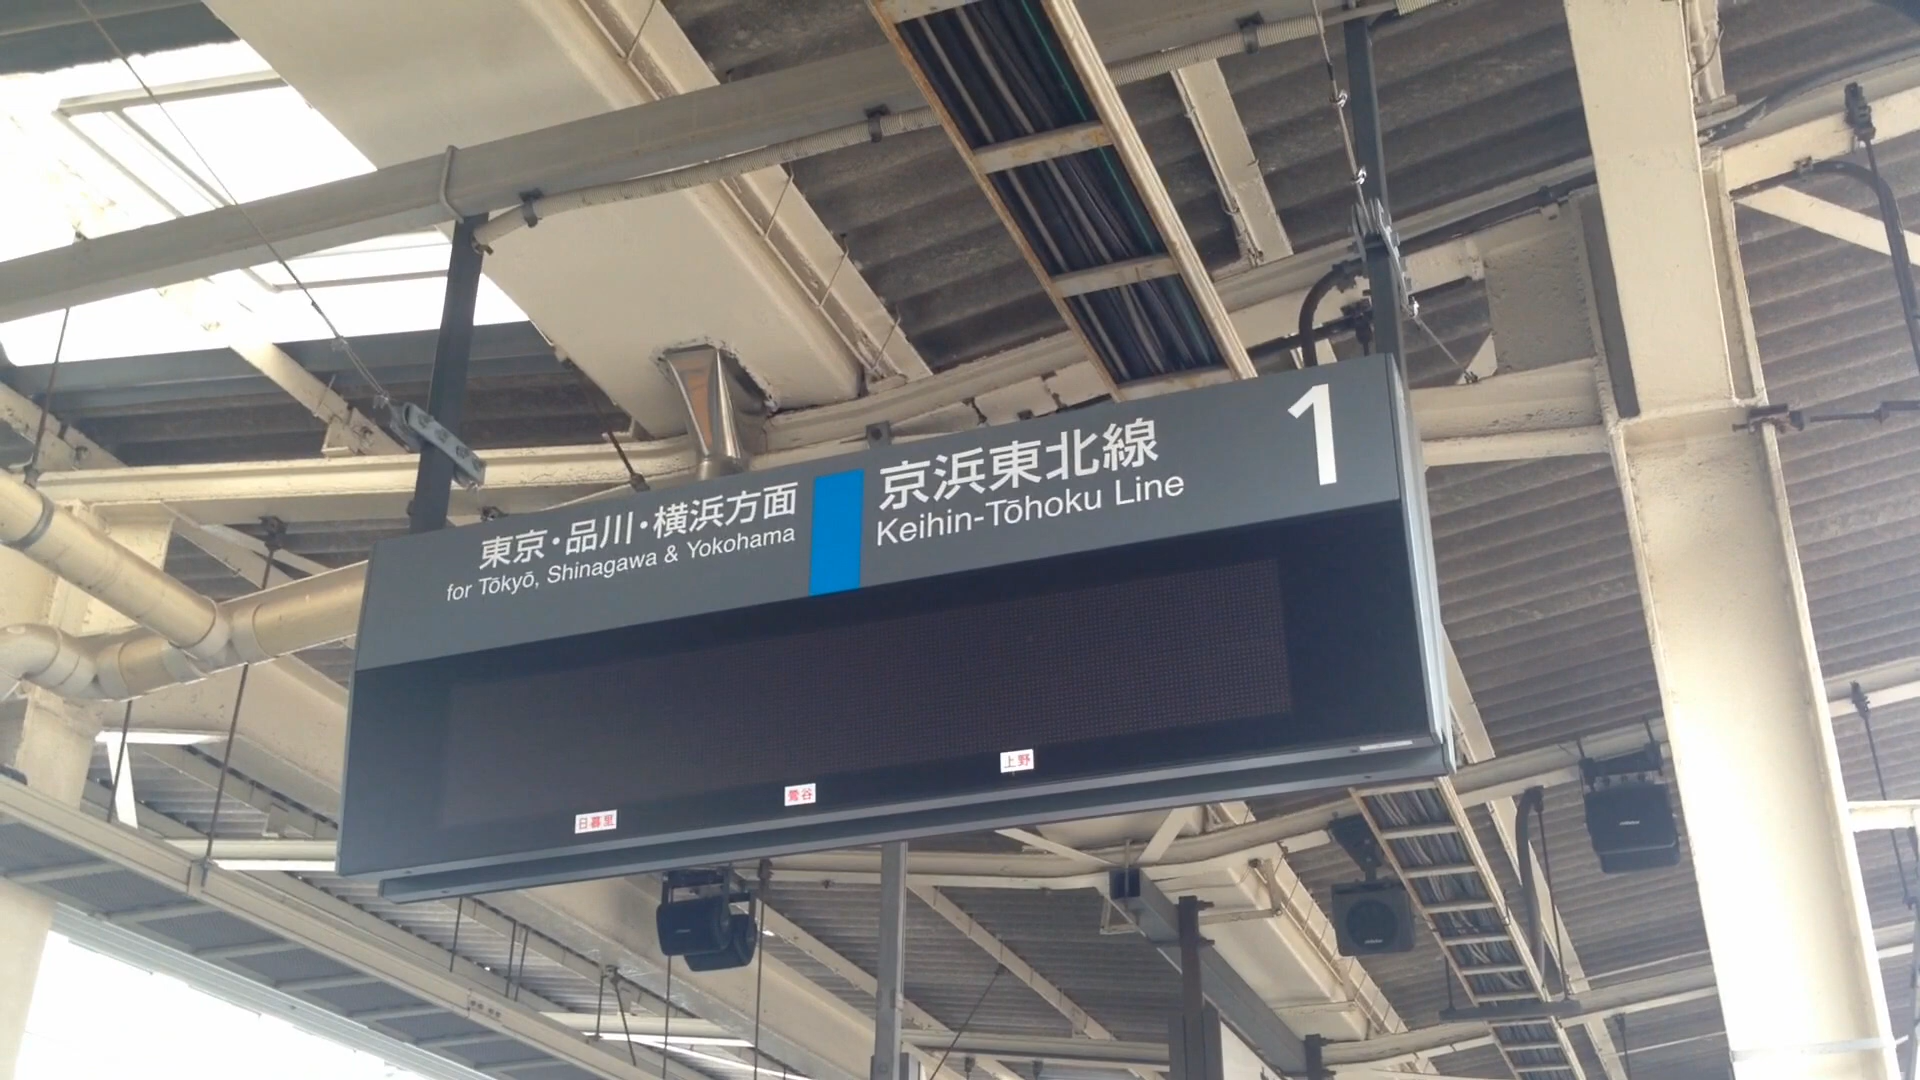 東京・品川・横浜方面
for Tōkyō, Shinagawa & Yokohama
京浜東北線
Keihin-Tōhoku Line
1
日暮里
鶯谷
上野